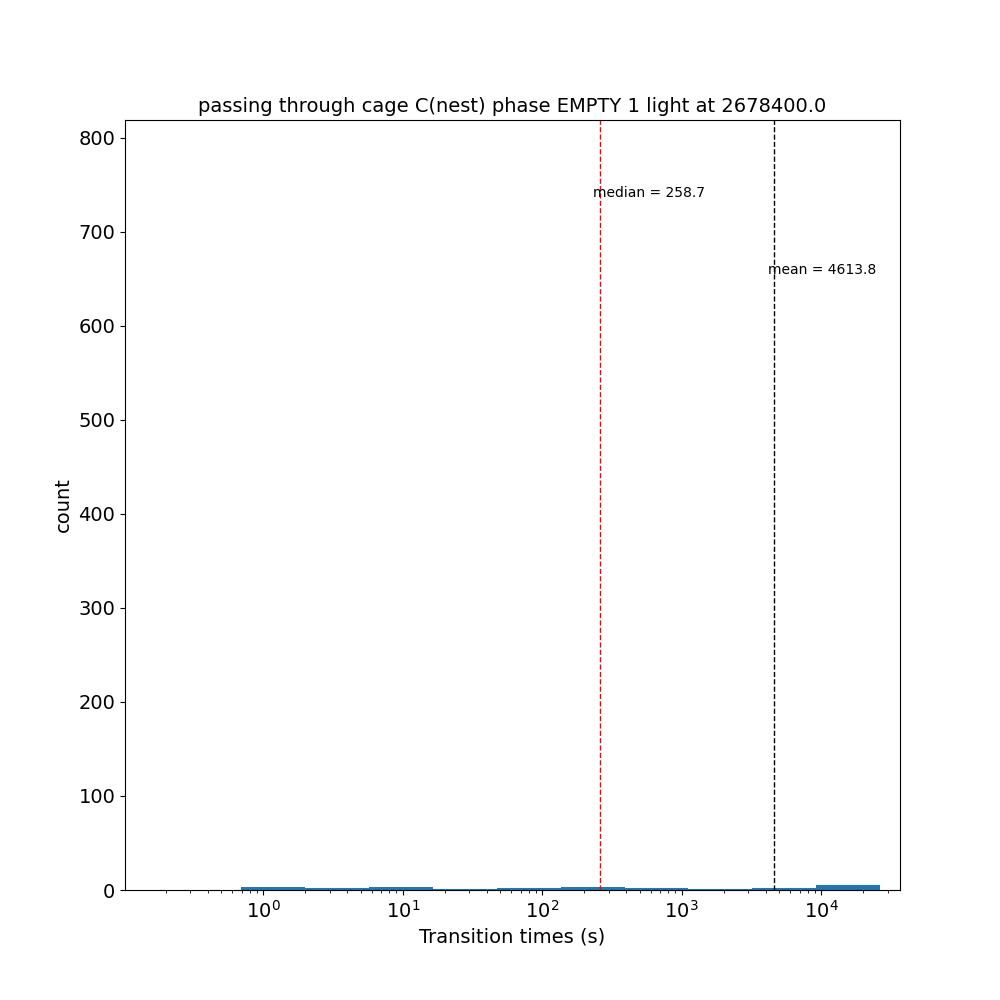 passing through cage C(nest) phase EMPTY 1 light at 2678400.0
800
median = 258.7
700
mean = 4613.8
600
500
count
400
300
200
100
0
10^0 10^1 10^2 10^3 10^4
Transition times (s)